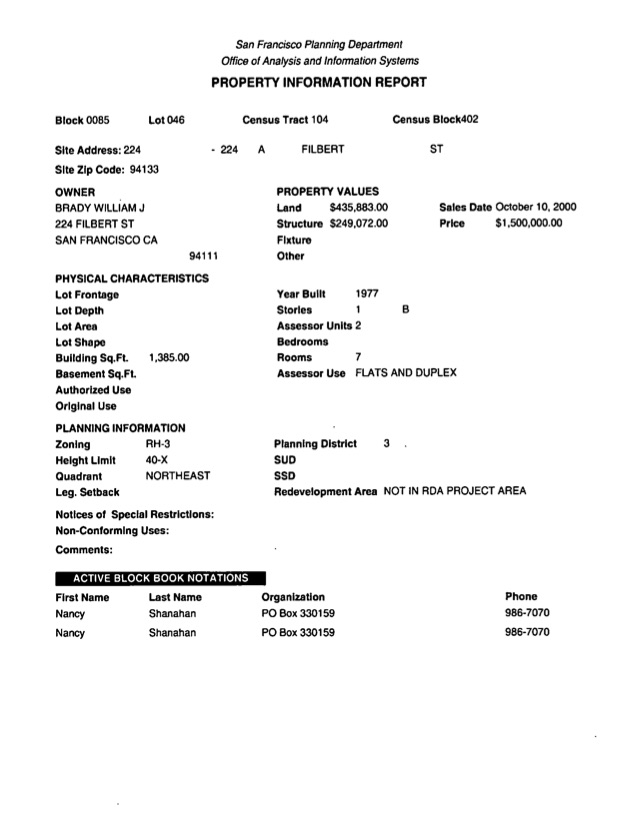 San Francisco Planning Department
Office of Analysis and Information Systems
PROPERTY INFORMATION REPORT
Block 0085 Lot 046 Census Tract 104 Census Block402
Site Address: 224 - 224 A FILBERT ST
Site Zip Code: 94133
OWNER PROPERTY VALUES
BRADY WILLIAM J Land $435,883.00 Sales Date October 10, 2000
224 FILBERT ST Structure $249,072.00 Price $1,500,000.00
SAN FRANCISCO CA Fixture
94111 Other
PHYSICAL CHARACTERISTICS
Lot Frontage Year Built 1977
Lot Depth Stories 1 B
Lot Area Assessor Units 2
Lot Shape Bedrooms
Building Sq.Ft. 1,385.00 Rooms 7
Basement Sq.Ft. Assessor Use FLATS AND DUPLEX
Authorized Use
Original Use
PLANNING INFORMATION
Zoning RH-3 Planning District 3
Height Limit 40-X SUD
Quadrant NORTHEAST SSD
Leg. Setback Redevelopment Area NOT IN RDA PROJECT AREA
Notices of Special Restrictions:
Non-Conforming Uses:
Comments:
ACTIVE BLOCK BOOK NOTATIONS
First Name Last Name Organization Phone
Nancy Shanahan PO Box 330159 986-7070
Nancy Shanahan PO Box 330159 986-7070